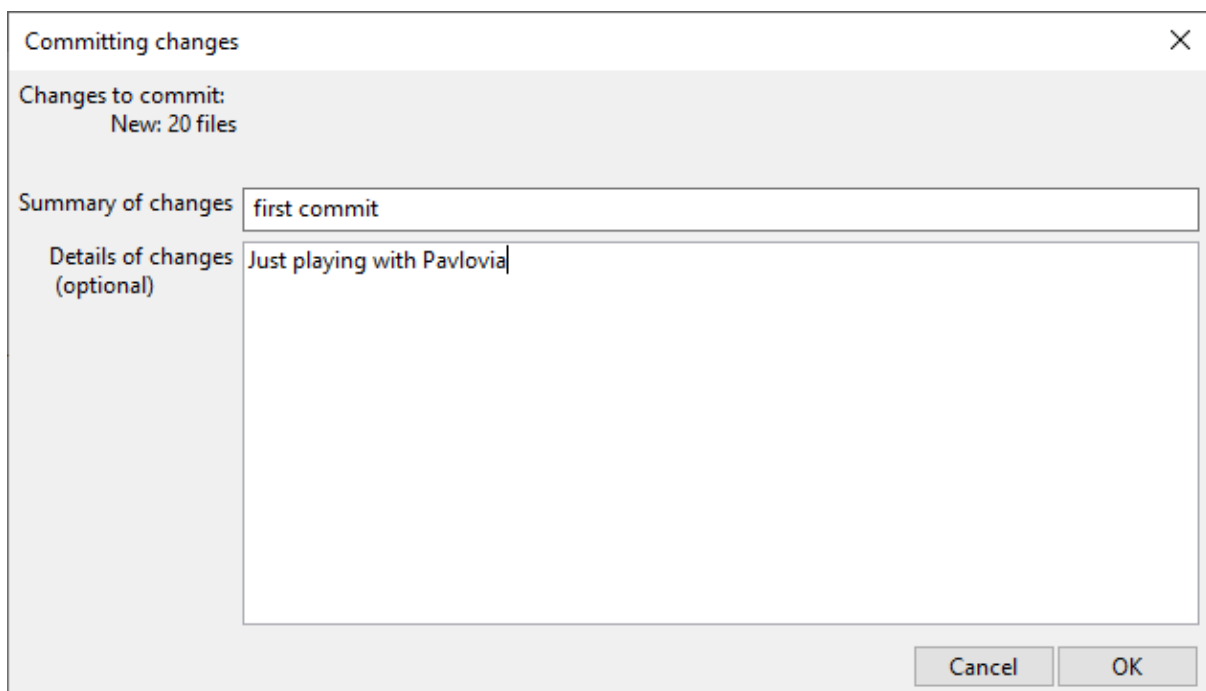 Committing changes
Changes to commit:
New: 20 files
Summary of changes first commit
Details of changes Just playing with Pavlovia
(optional)
Cancel OK